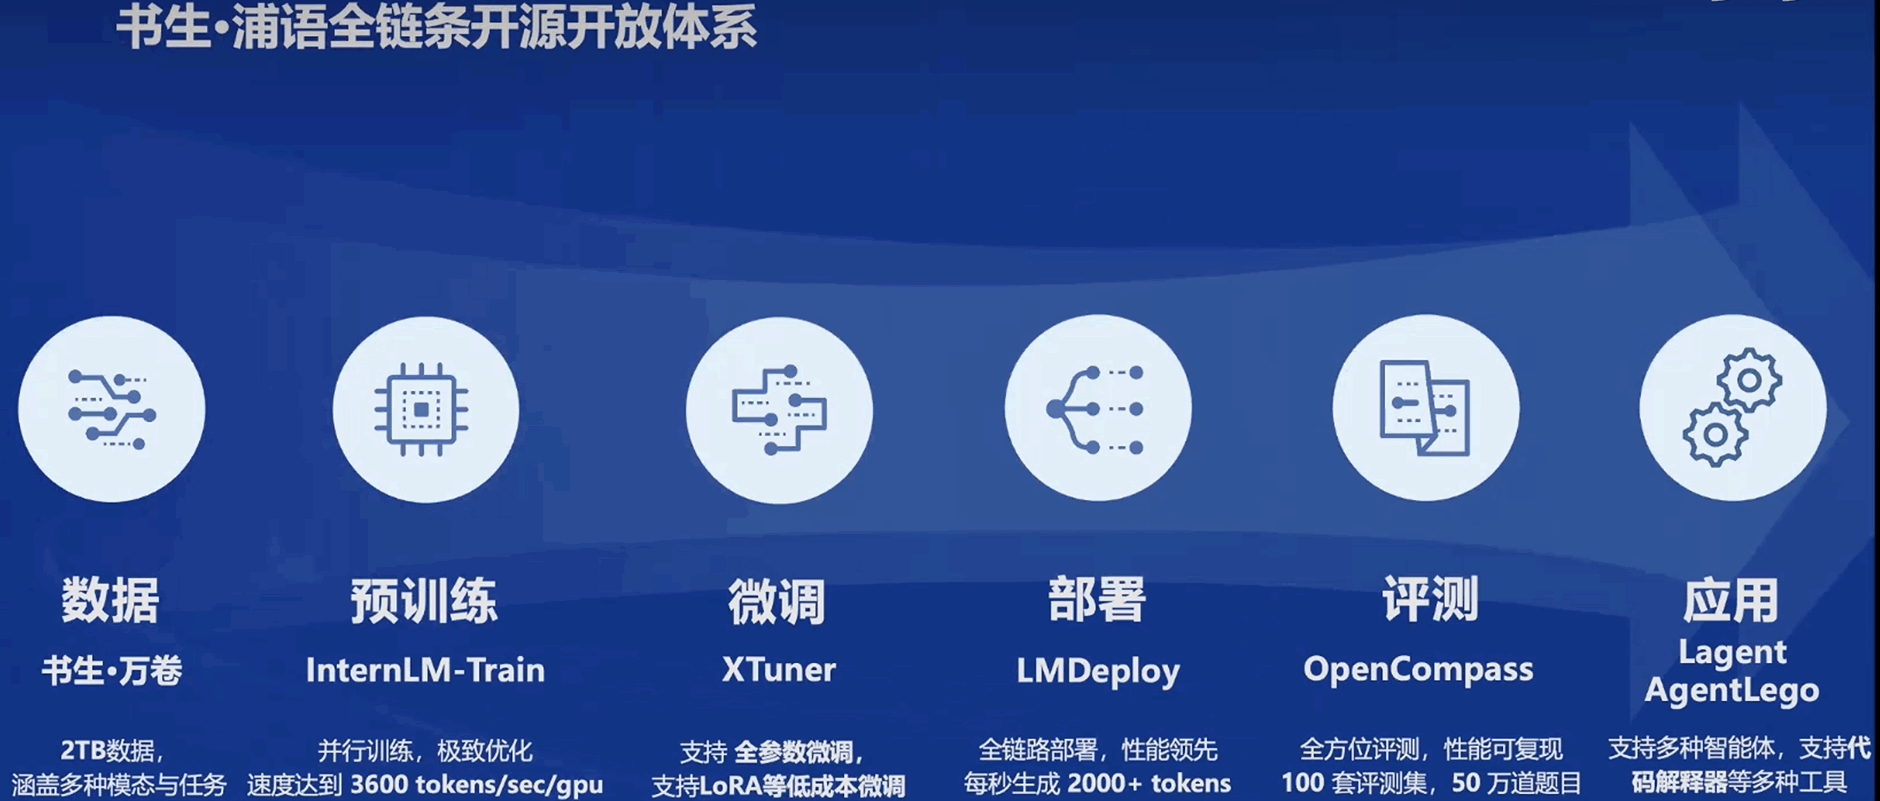 书生·浦语全链条开源开放体系
数据
书生·万卷
2TB数据，
涵盖多种模态与任务
预训练
InternLM-Train
并行训练，极致优化
速度达到 3600 tokens/sec/gpu
微调
XTuner
支持 全参数微调，
支持LoRA等低成本微调
部署
LMDeploy
全链路部署，性能领先
每秒生成 2000+ tokens
评测
OpenCompass
全方位评测，性能可复现
100 套评测集，50 万道题目
应用
Lagent
AgentLego
支持多种智能体，支持代
码解释器等多种工具